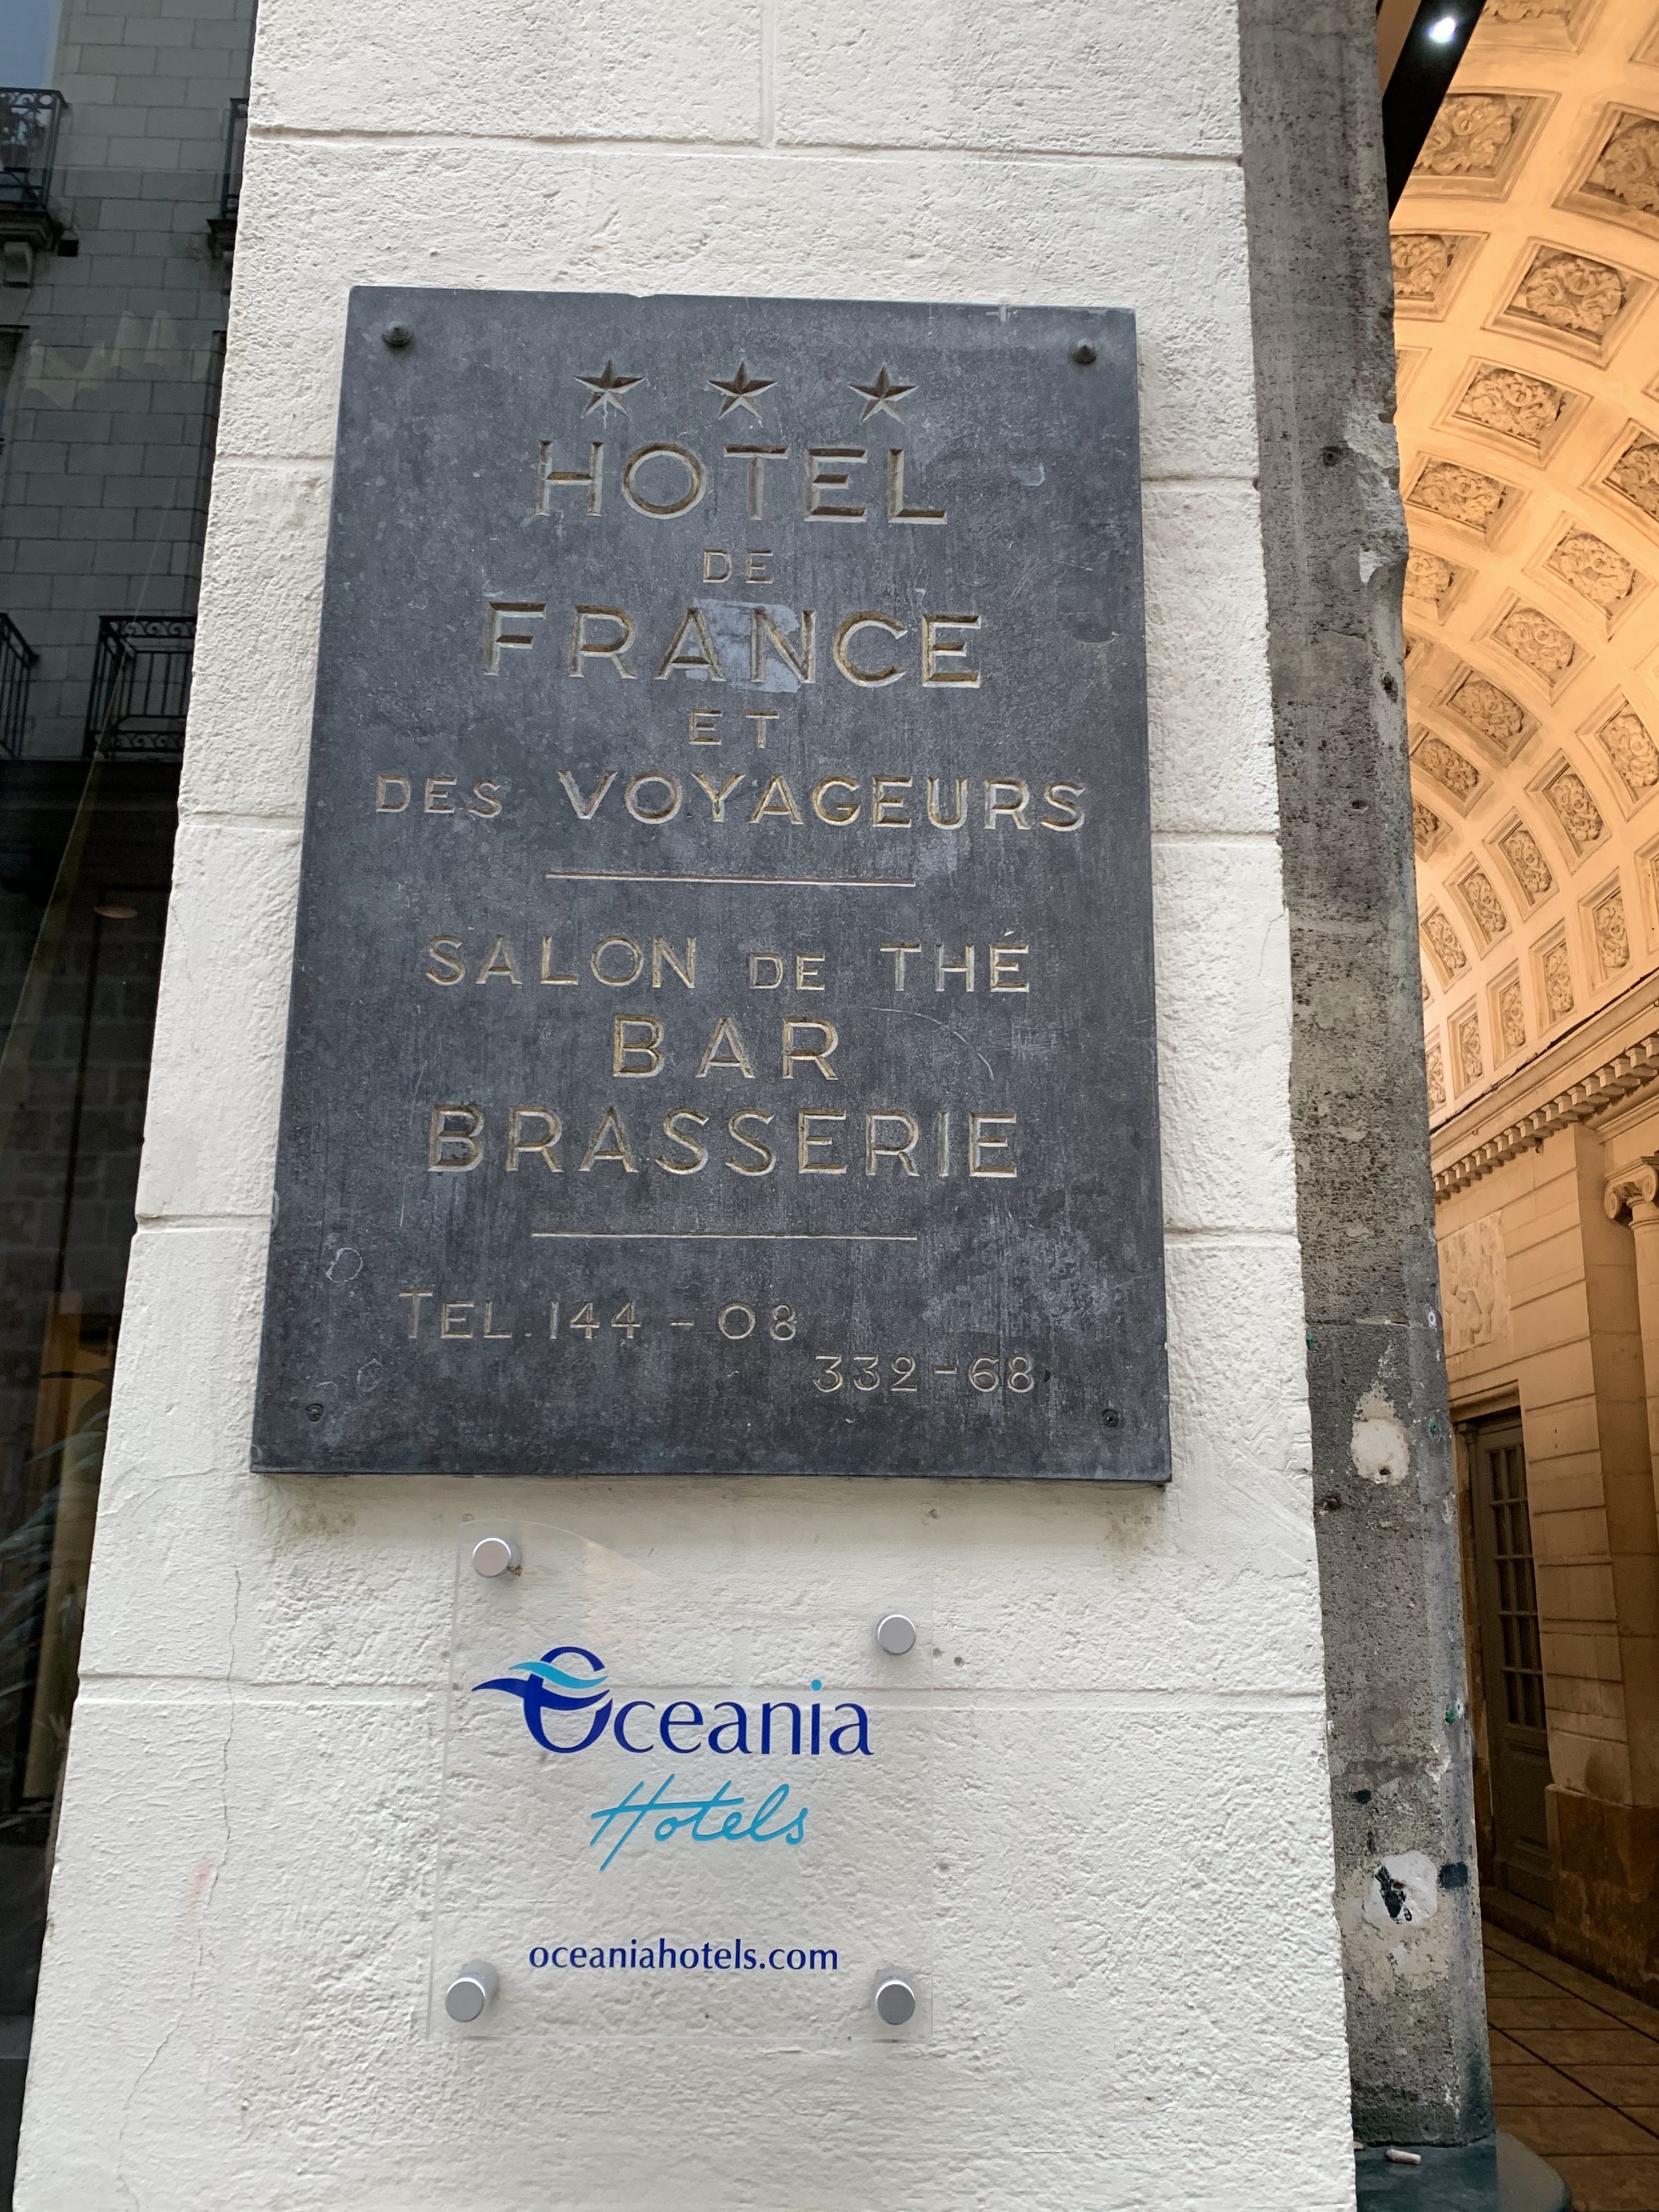 HOTEL
DE
FRANCE
ET
DES VOYAGEURS
SALON DE THÉ
BAR
BRASSERIE
TEL. 144 - 08
332 - 68
Oceania
Hotels
oceaniahotels.com